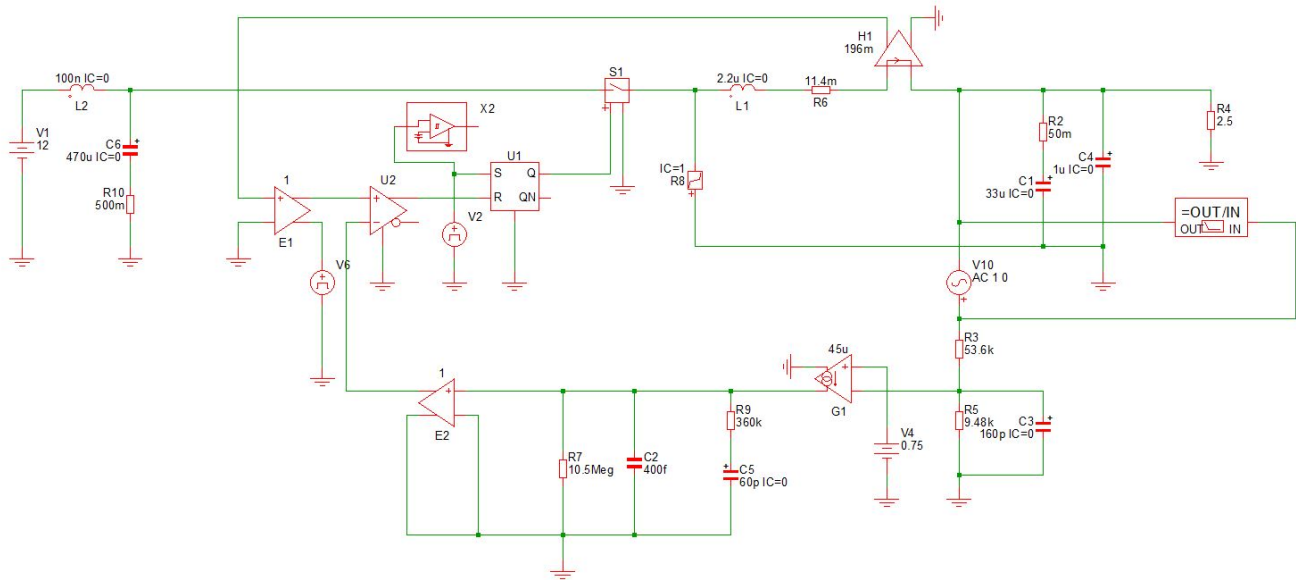 H1
196m
100n IC=0
L2
S1
2.2u IC=0
L1
11.4m
R6
V1
12
C6
470u IC=0
R10
500m
X2
U1
S
Q
R
QN
IC=1
R8
R2
50m
C4
1u IC=0
C1
33u IC=0
R4
2.5
1
E1
U2
V2
V6
=OUT/IN
OUT
IN
V10
AC 1 0
R3
53.6k
45u
G1
1
E2
R9
360k
V4
0.75
R5
9.48k
C3
160p IC=0
R7
10.5Meg
C2
400f
C5
60p IC=0